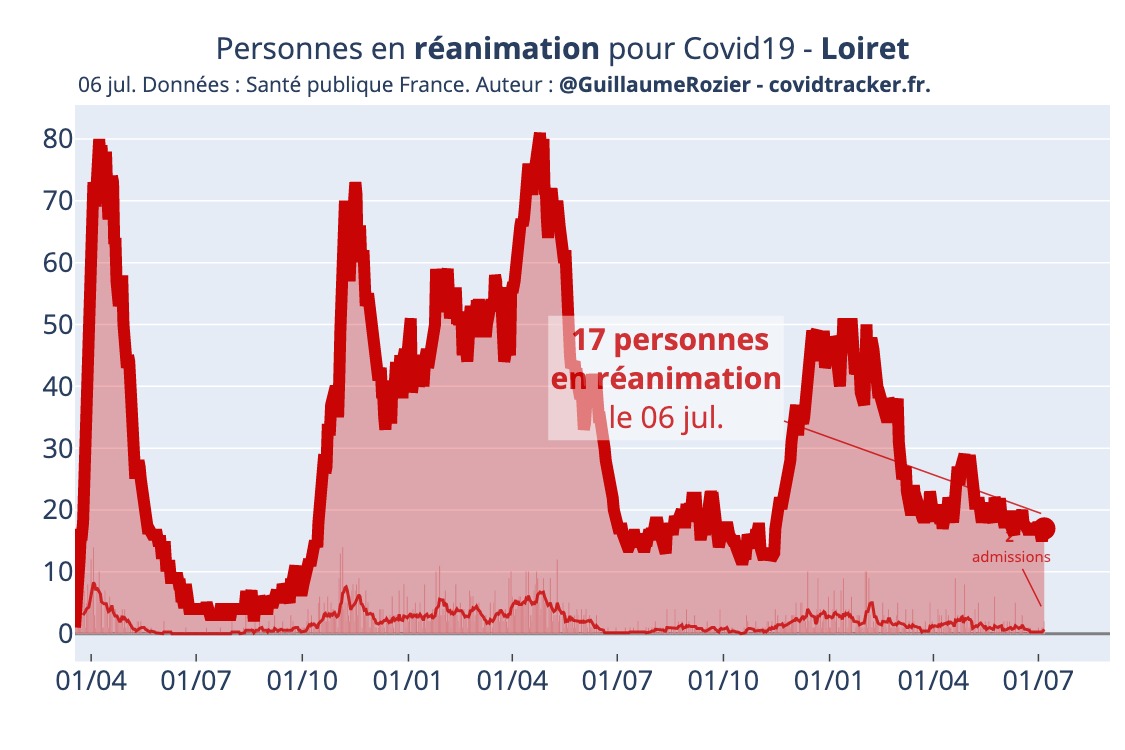 Personnes en réanimation pour Covid19 - Loiret
06 jul. Données : Santé publique France. Auteur : @GuillaumeRozier - covidtracker.fr.
80
70
60
50
40
30
20
10
0
17 personnes
en réanimation
le 06 jul.
admissions
01/04 01/07 01/10 01/01 01/04 01/07 01/10 01/01 01/04 01/07